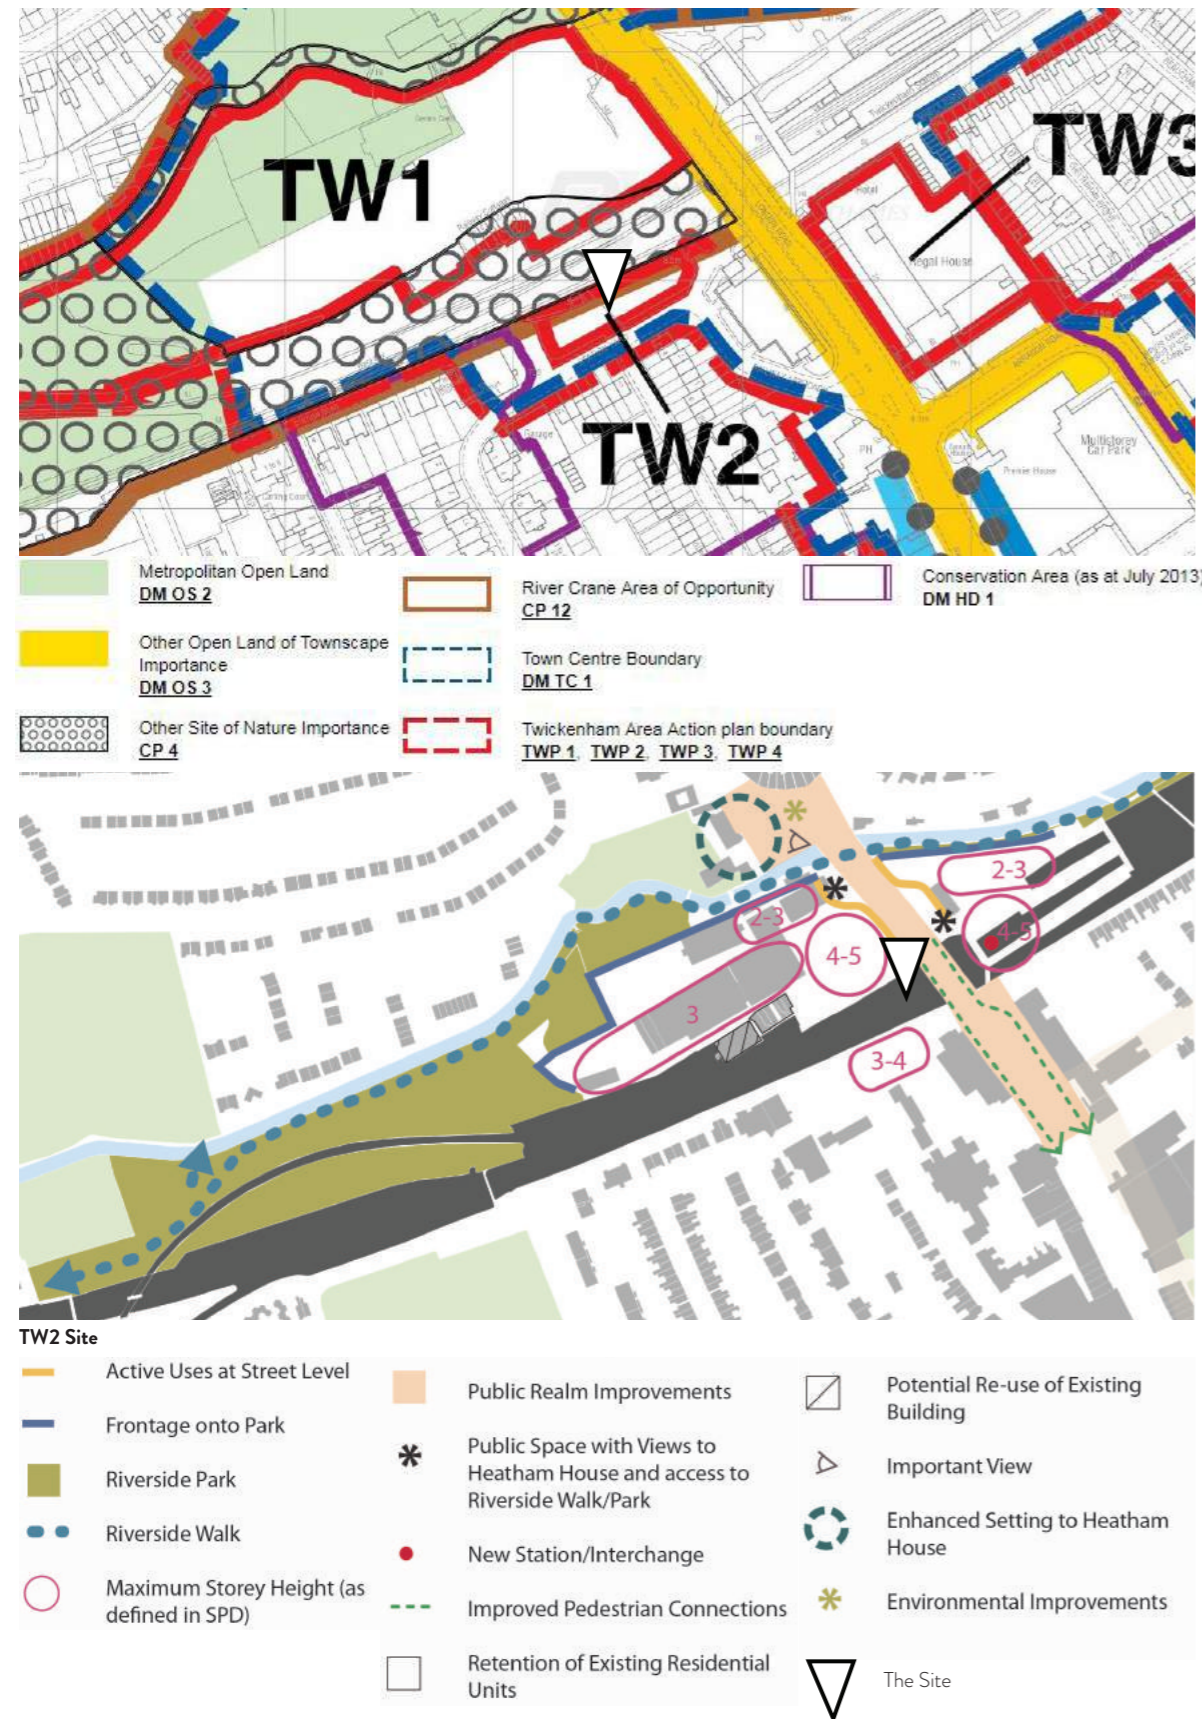 TW1
TW3
Hotel
Regal House
TW2
Garage
PH
Multistorey
Car Park
Premier House
Metropolitan Open Land
DM OS 2
Other Open Land of Townscape
Importance
DM OS 3
Other Site of Nature Importance
CP 4
River Crane Area of Opportunity
CP 12
Town Centre Boundary
DM TC 1
Twickenham Area Action plan boundary
TWP 1, TWP 2, TWP 3, TWP 4
Conservation Area (as at July 2013)
DM HD 1
2-3
2-3
4-5
4-5
3
3-4
TW2 Site
Active Uses at Street Level
Frontage onto Park
Riverside Park
Riverside Walk
Maximum Storey Height (as
defined in SPD)
Public Realm Improvements
Public Space with Views to
Heatham House and access to
Riverside Walk/Park
New Station/Interchange
Improved Pedestrian Connections
Retention of Existing Residential
Units
Potential Re-use of Existing
Building
Important View
Enhanced Setting to Heatham
House
Environmental Improvements
The Site